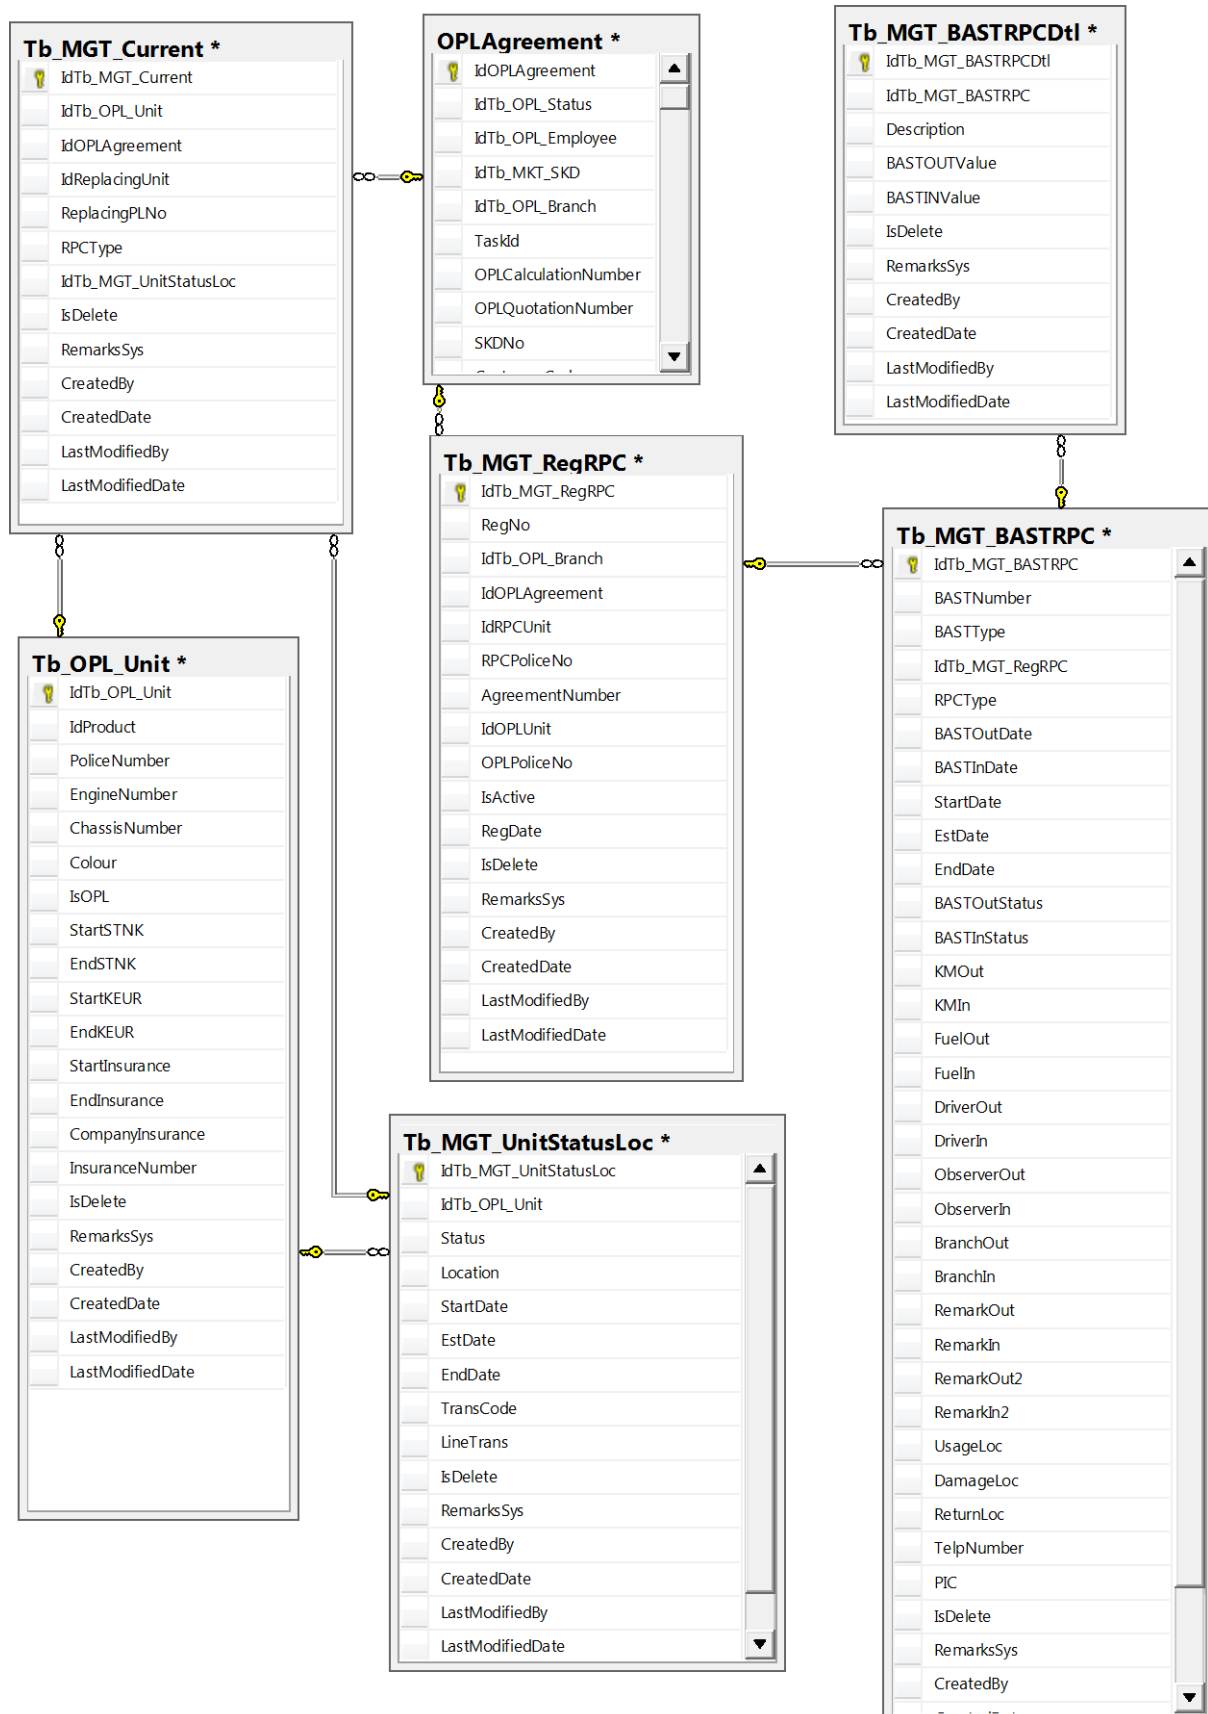 Tb_MGT_Current *
IdTb_MGT_Current
IdTb_OPL_Unit
IdOPLAgreement
IdReplacingUnit
ReplacingPLNo
RPCType
IdTb_MGT_UnitStatusLoc
IsDelete
RemarksSys
CreatedBy
CreatedDate
LastModifiedBy
LastModifiedDate
OPLAgreement *
IdOPLAgreement
IdTb_OPL_Status
IdTb_OPL_Employee
IdTb_MKT_SKD
IdTb_OPL_Branch
TaskId
OPLCalculationNumber
OPLQuotationNumber
SKDNo
Tb_MGT_BASTRPCDtl *
IdTb_MGT_BASTRPCDtl
IdTb_MGT_BASTRPC
Description
BASTOUTValue
BASTINValue
IsDelete
RemarksSys
CreatedBy
CreatedDate
LastModifiedBy
LastModifiedDate
Tb_MGT_RegRPC *
IdTb_MGT_RegRPC
RegNo
IdTb_OPL_Branch
IdOPLAgreement
IdRPCUnit
RPCPoliceNo
AgreementNumber
IdOPLUnit
OPLPoliceNo
IsActive
RegDate
IsDelete
RemarksSys
CreatedBy
CreatedDate
LastModifiedBy
LastModifiedDate
Tb_MGT_BASTRPC *
IdTb_MGT_BASTRPC
BASTNumber
BASTType
IdTb_MGT_RegRPC
RPCType
BASTOutDate
BASTInDate
StartDate
EstDate
EndDate
BASTOutStatus
BASTInStatus
KMOut
KMIn
FuelOut
FuelIn
DriverOut
DriverIn
ObserverOut
ObserverIn
BranchOut
BranchIn
RemarkOut
RemarkIn
RemarkOut2
RemarkIn2
UsageLoc
DamageLoc
ReturnLoc
TelpNumber
PIC
IsDelete
RemarksSys
CreatedBy
Tb_OPL_Unit *
IdTb_OPL_Unit
IdProduct
PoliceNumber
EngineNumber
ChassisNumber
Colour
IsOPL
StartSTNK
EndSTNK
StartKEUR
EndKEUR
StartInsurance
EndInsurance
CompanyInsurance
InsuranceNumber
IsDelete
RemarksSys
CreatedBy
CreatedDate
LastModifiedBy
LastModifiedDate
Tb_MGT_UnitStatusLoc *
IdTb_MGT_UnitStatusLoc
IdTb_OPL_Unit
Status
Location
StartDate
EstDate
EndDate
TransCode
LineTrans
IsDelete
RemarksSys
CreatedBy
CreatedDate
LastModifiedBy
LastModifiedDate